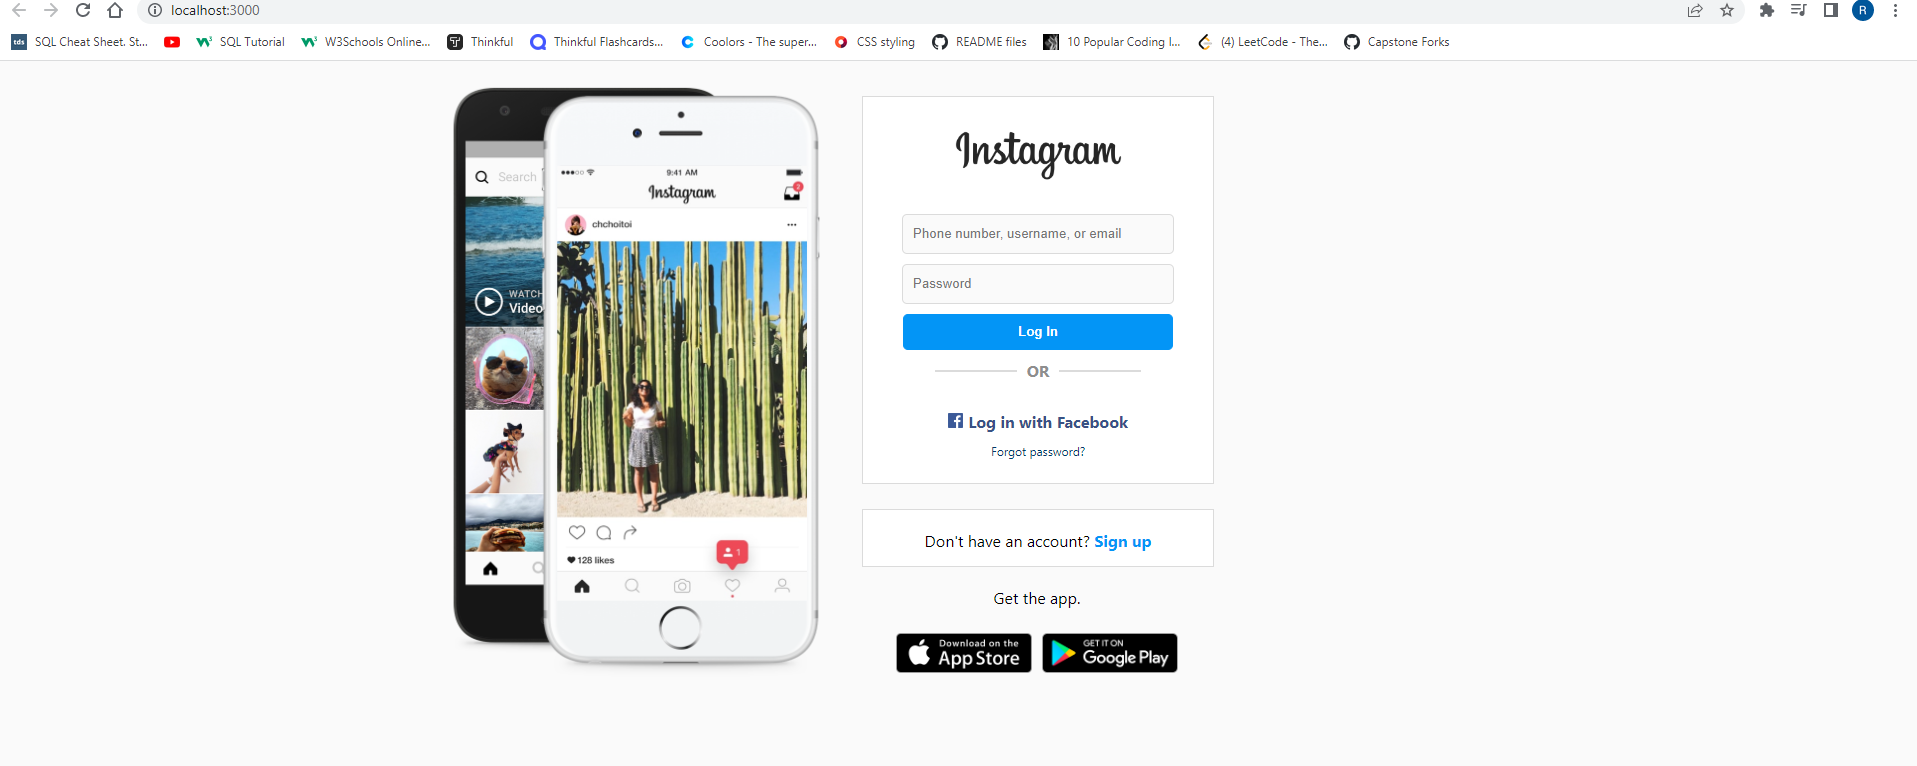 localhost:3000
tds SQL Cheat Sheet. St... SQL Tutorial W3Schools Online... Thinkful Thinkful Flashcards... Coolors - The super... CSS styling README files 10 Popular Coding I... (4) LeetCode - The... Capstone Forks
R
Search
WATCH
Video
9:41 AM
Instagram
2
chchoitoi
128 likes
1
Instagram
Phone number, username, or email
Password
Log In
OR
Log in with Facebook
Forgot password?
Don't have an account? Sign up
Get the app.
Download on the
App Store
GET IT ON
Google Play